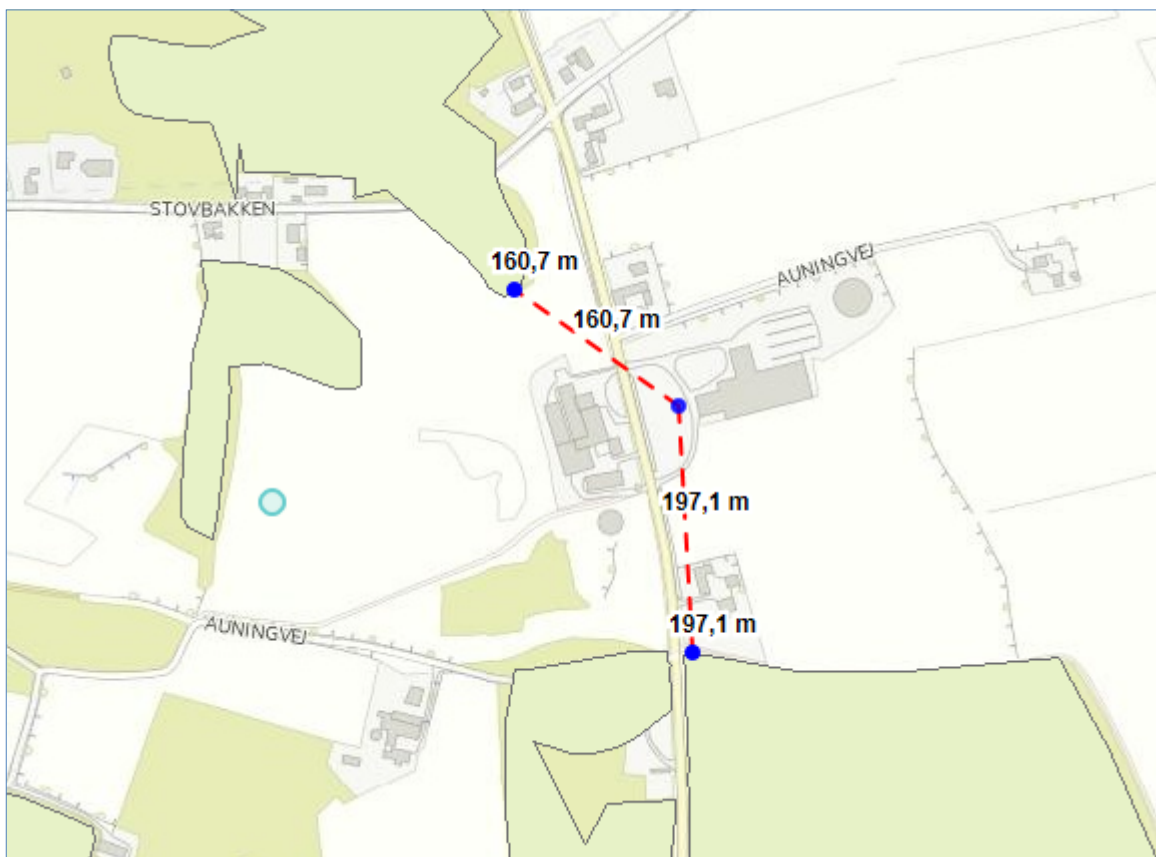 STOVBAKKEN
160,7 m
AUNINGVEJ
160,7 m
197,1 m
197,1 m
AUNINGVEJ